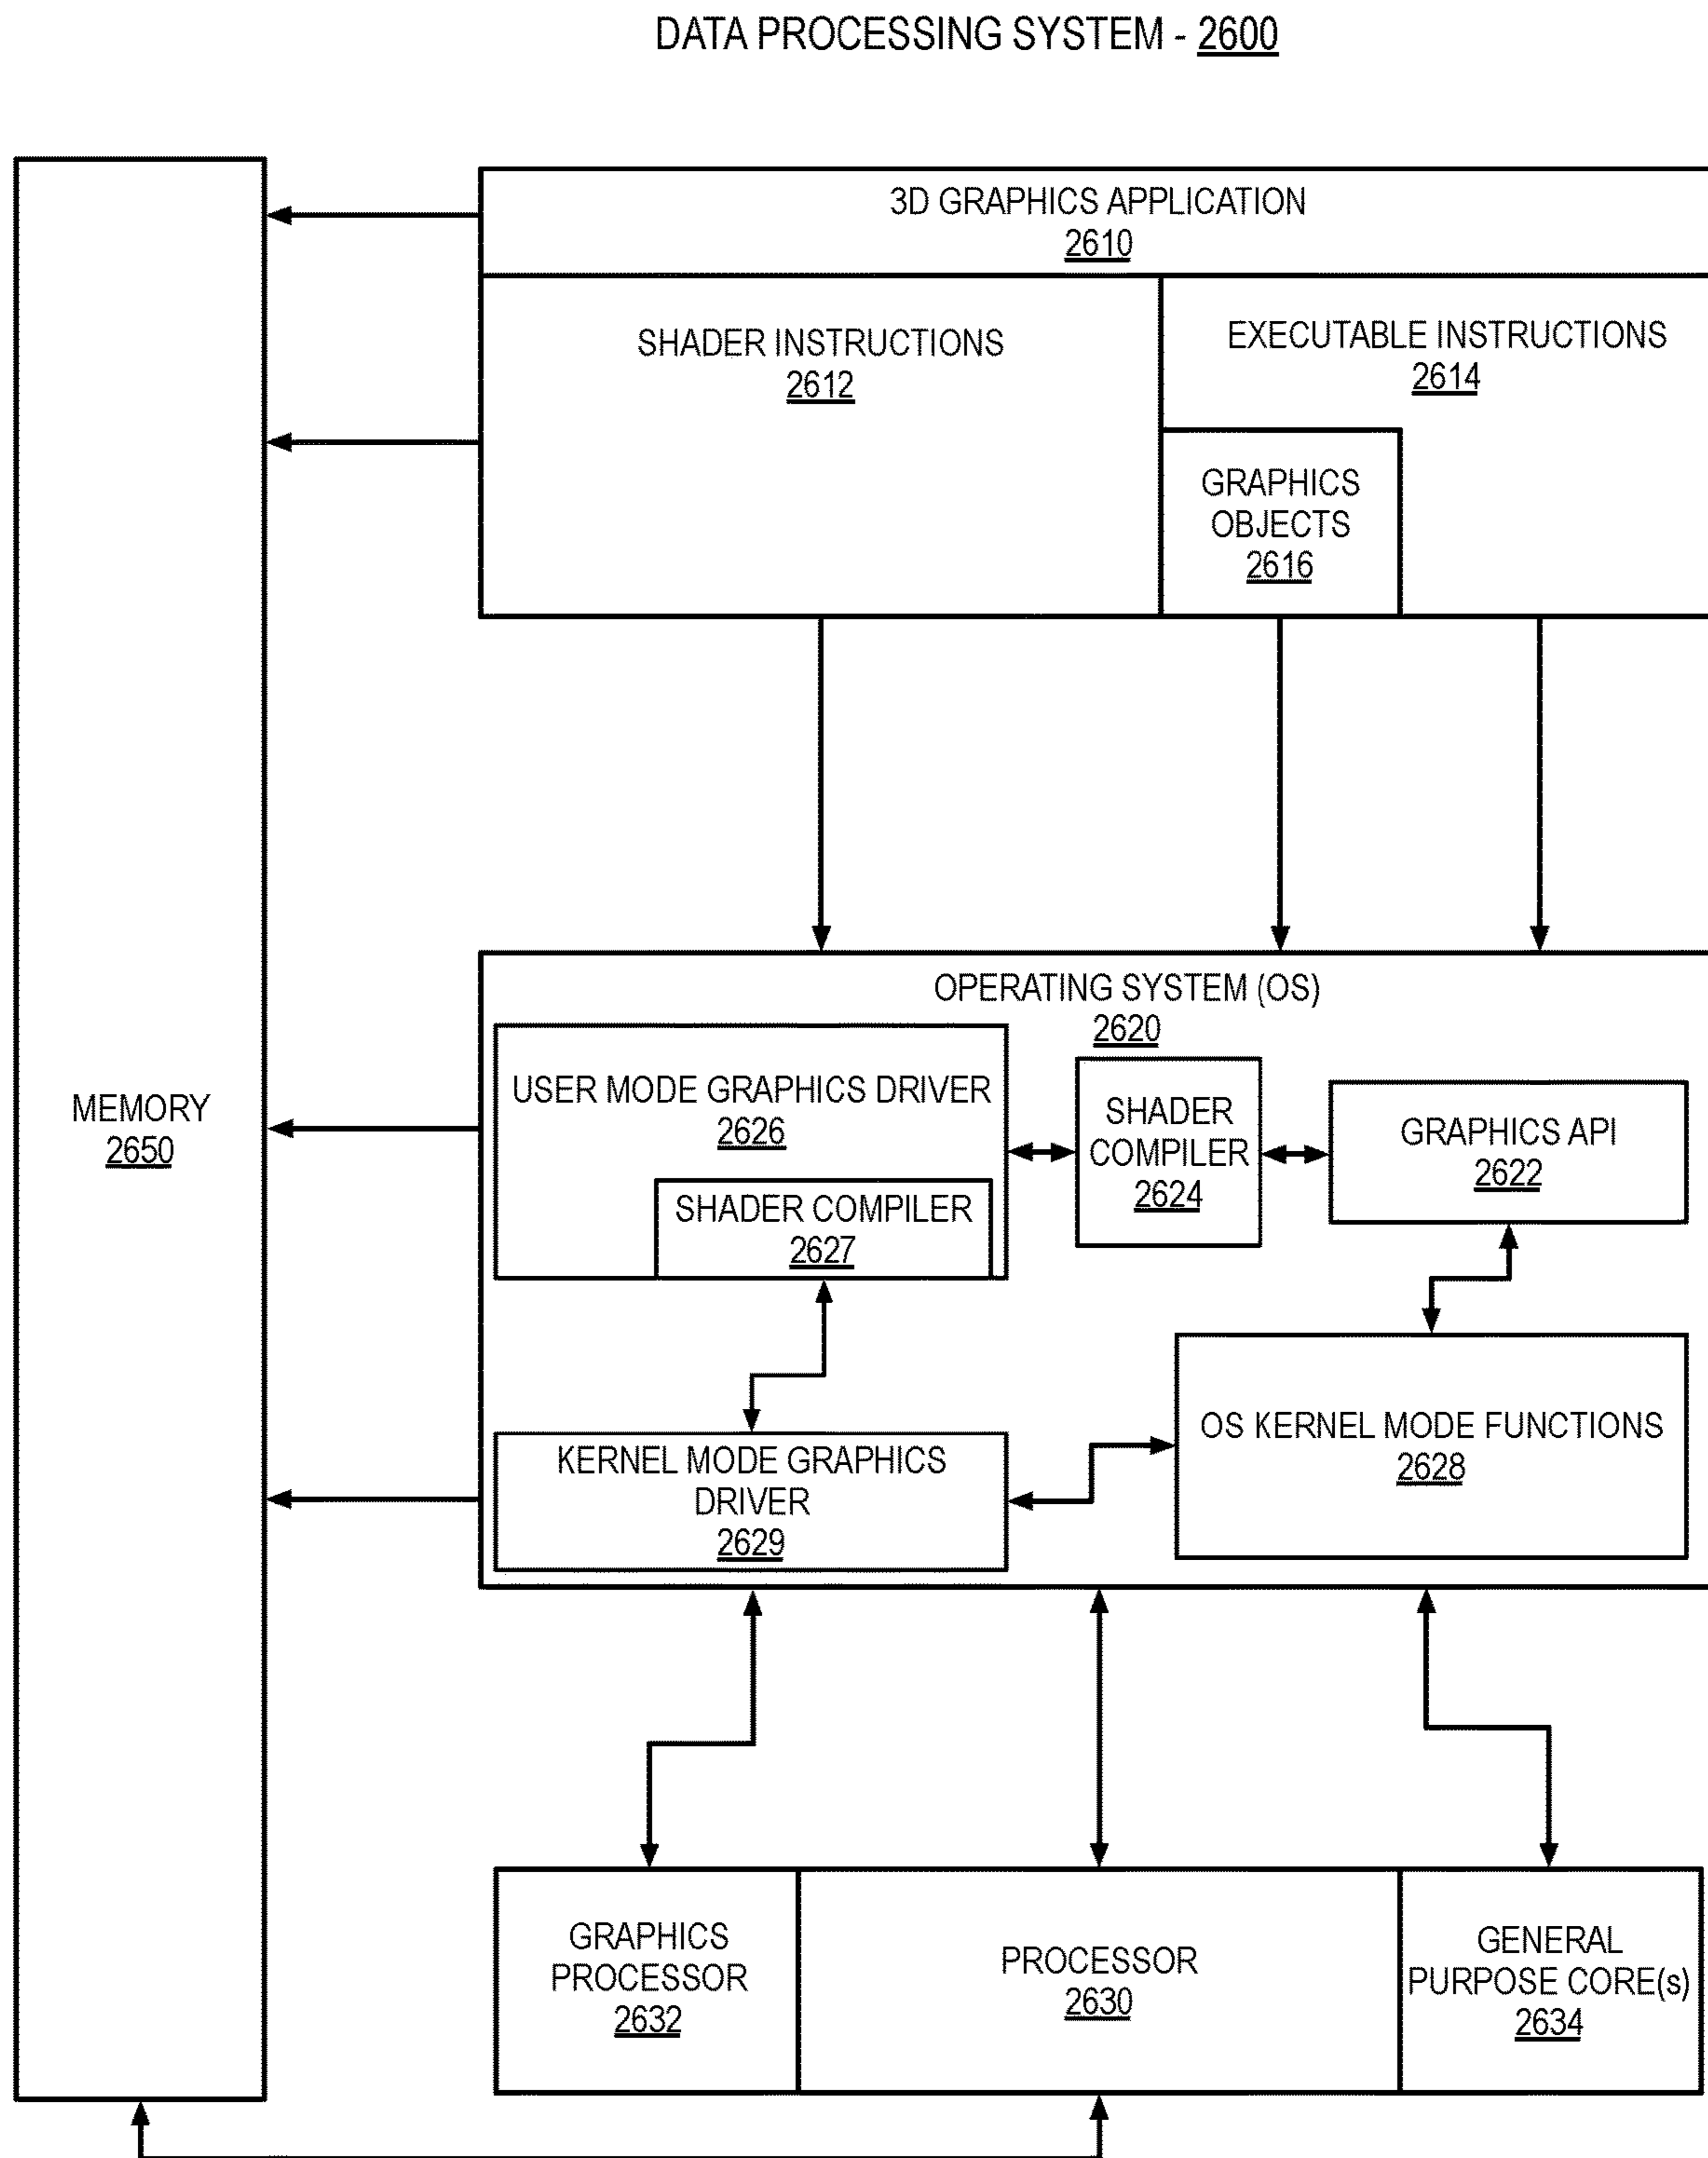 DATA PROCESSING SYSTEM - 2600
3D GRAPHICS APPLICATION
2610
SHADER INSTRUCTIONS
2612
EXECUTABLE INSTRUCTIONS
2614
GRAPHICS
OBJECTS
2616
MEMORY
2650
OPERATING SYSTEM (OS)
2620
USER MODE GRAPHICS DRIVER
2626
SHADER COMPILER
2627
SHADER
COMPILER
2624
GRAPHICS API
2622
KERNEL MODE GRAPHICS
DRIVER
2629
OS KERNEL MODE FUNCTIONS
2628
GRAPHICS
PROCESSOR
2632
PROCESSOR
2630
GENERAL
PURPOSE CORE(s)
2634